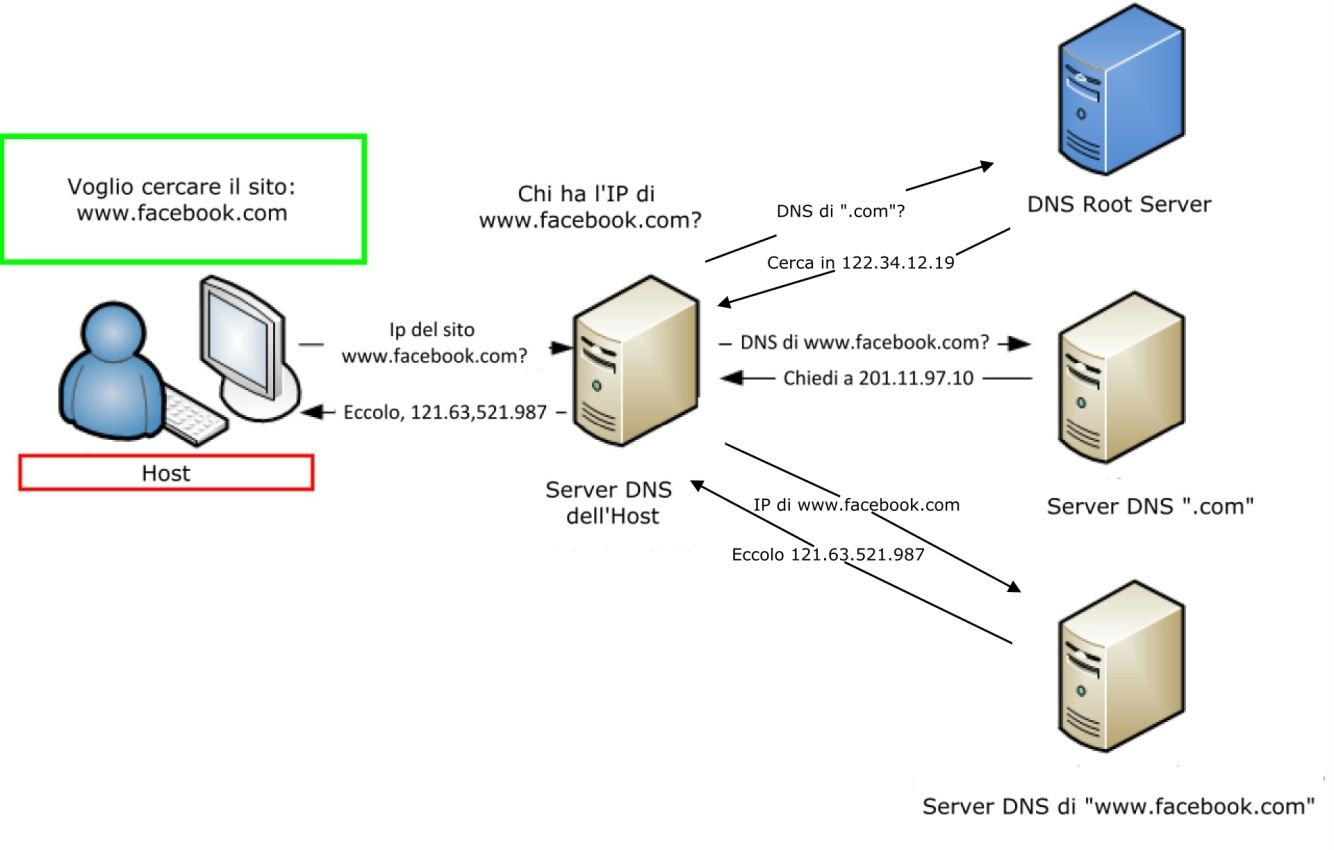 Voglio cercare il sito:
www.facebook.com
Host
Ip del sito
www.facebook.com?
Eccolo, 121.63,521.987
Chi ha l'IP di
www.facebook.com?
Server DNS
dell'Host
DNS di ".com"?
Cerca in 122.34.12.19
DNS Root Server
DNS di www.facebook.com?
Chiedi a 201.11.97.10
Server DNS ".com"
IP di www.facebook.com
Eccolo 121.63.521.987
Server DNS di "www.facebook.com"